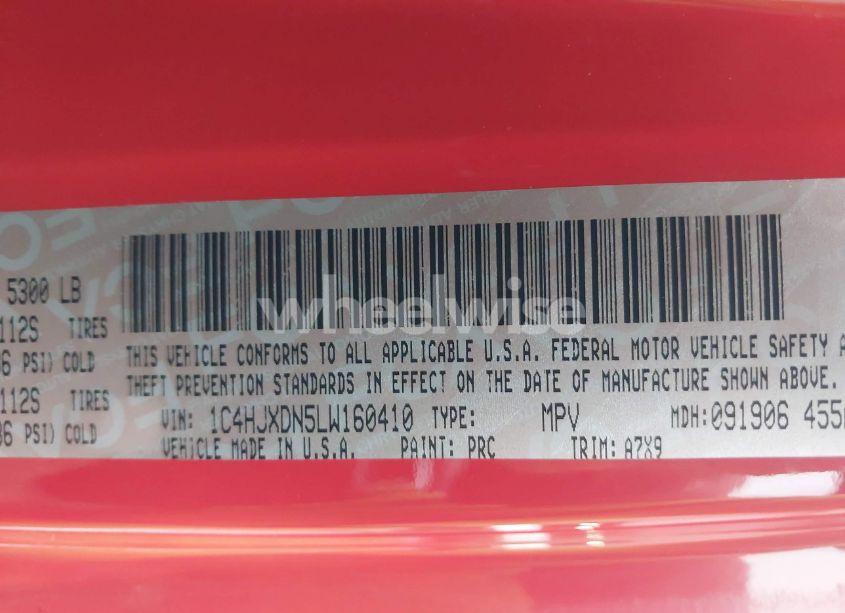 5300 LB
112S TIRES
PSI) COLD
112S TIRES
PSI) COLD
THIS VEHICLE CONFORMS TO ALL APPLICABLE U.S.A. FEDERAL MOTOR VEHICLE SAFETY A
THEFT PREVENTION STANDARDS IN EFFECT ON THE DATE OF MANUFACTURE SHOWN ABOVE.
VIN: 1C4HJXDN5LW160410 TYPE: MPV MDH:091906 455
VEHICLE MADE IN U.S.A. PAINT: PRC TRIM: A7X9
wheelwise